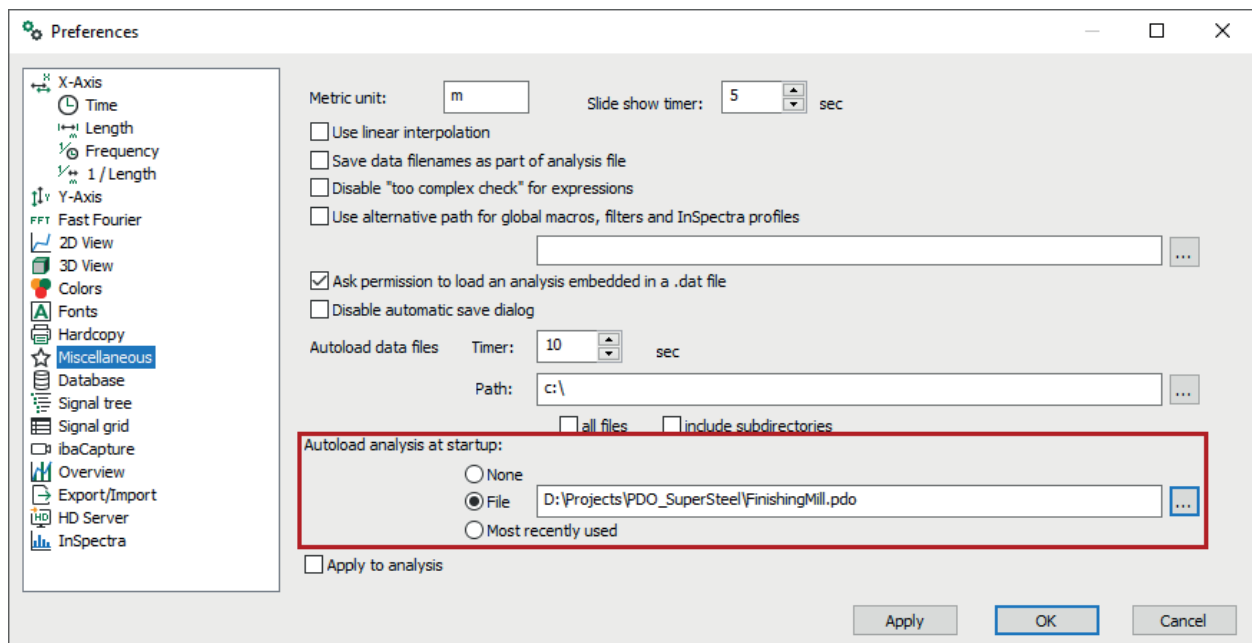 Preferences
X-Axis
Time
Length
Frequency
1 / Length
Y-Axis
FFT Fast Fourier
2D View
3D View
Colors
A Fonts
Hardcopy
Miscellaneous
Database
Signal tree
Signal grid
ibaCapture
Overview
Export/Import
HD HD Server
InSpectra
Metric unit: m Slide show timer: 5 sec
Use linear interpolation
Save data filenames as part of analysis file
Disable "too complex check" for expressions
Use alternative path for global macros, filters and InSpectra profiles
...
Ask permission to load an analysis embedded in a .dat file
Disable automatic save dialog
Autoload data files Timer: 10 sec
Path: c:\ ...
all files include subdirectories
Autoload analysis at startup:
None
File D:\Projects\PDO_SuperSteel\FinishingMill.pdo ...
Most recently used
Apply to analysis
Apply OK Cancel